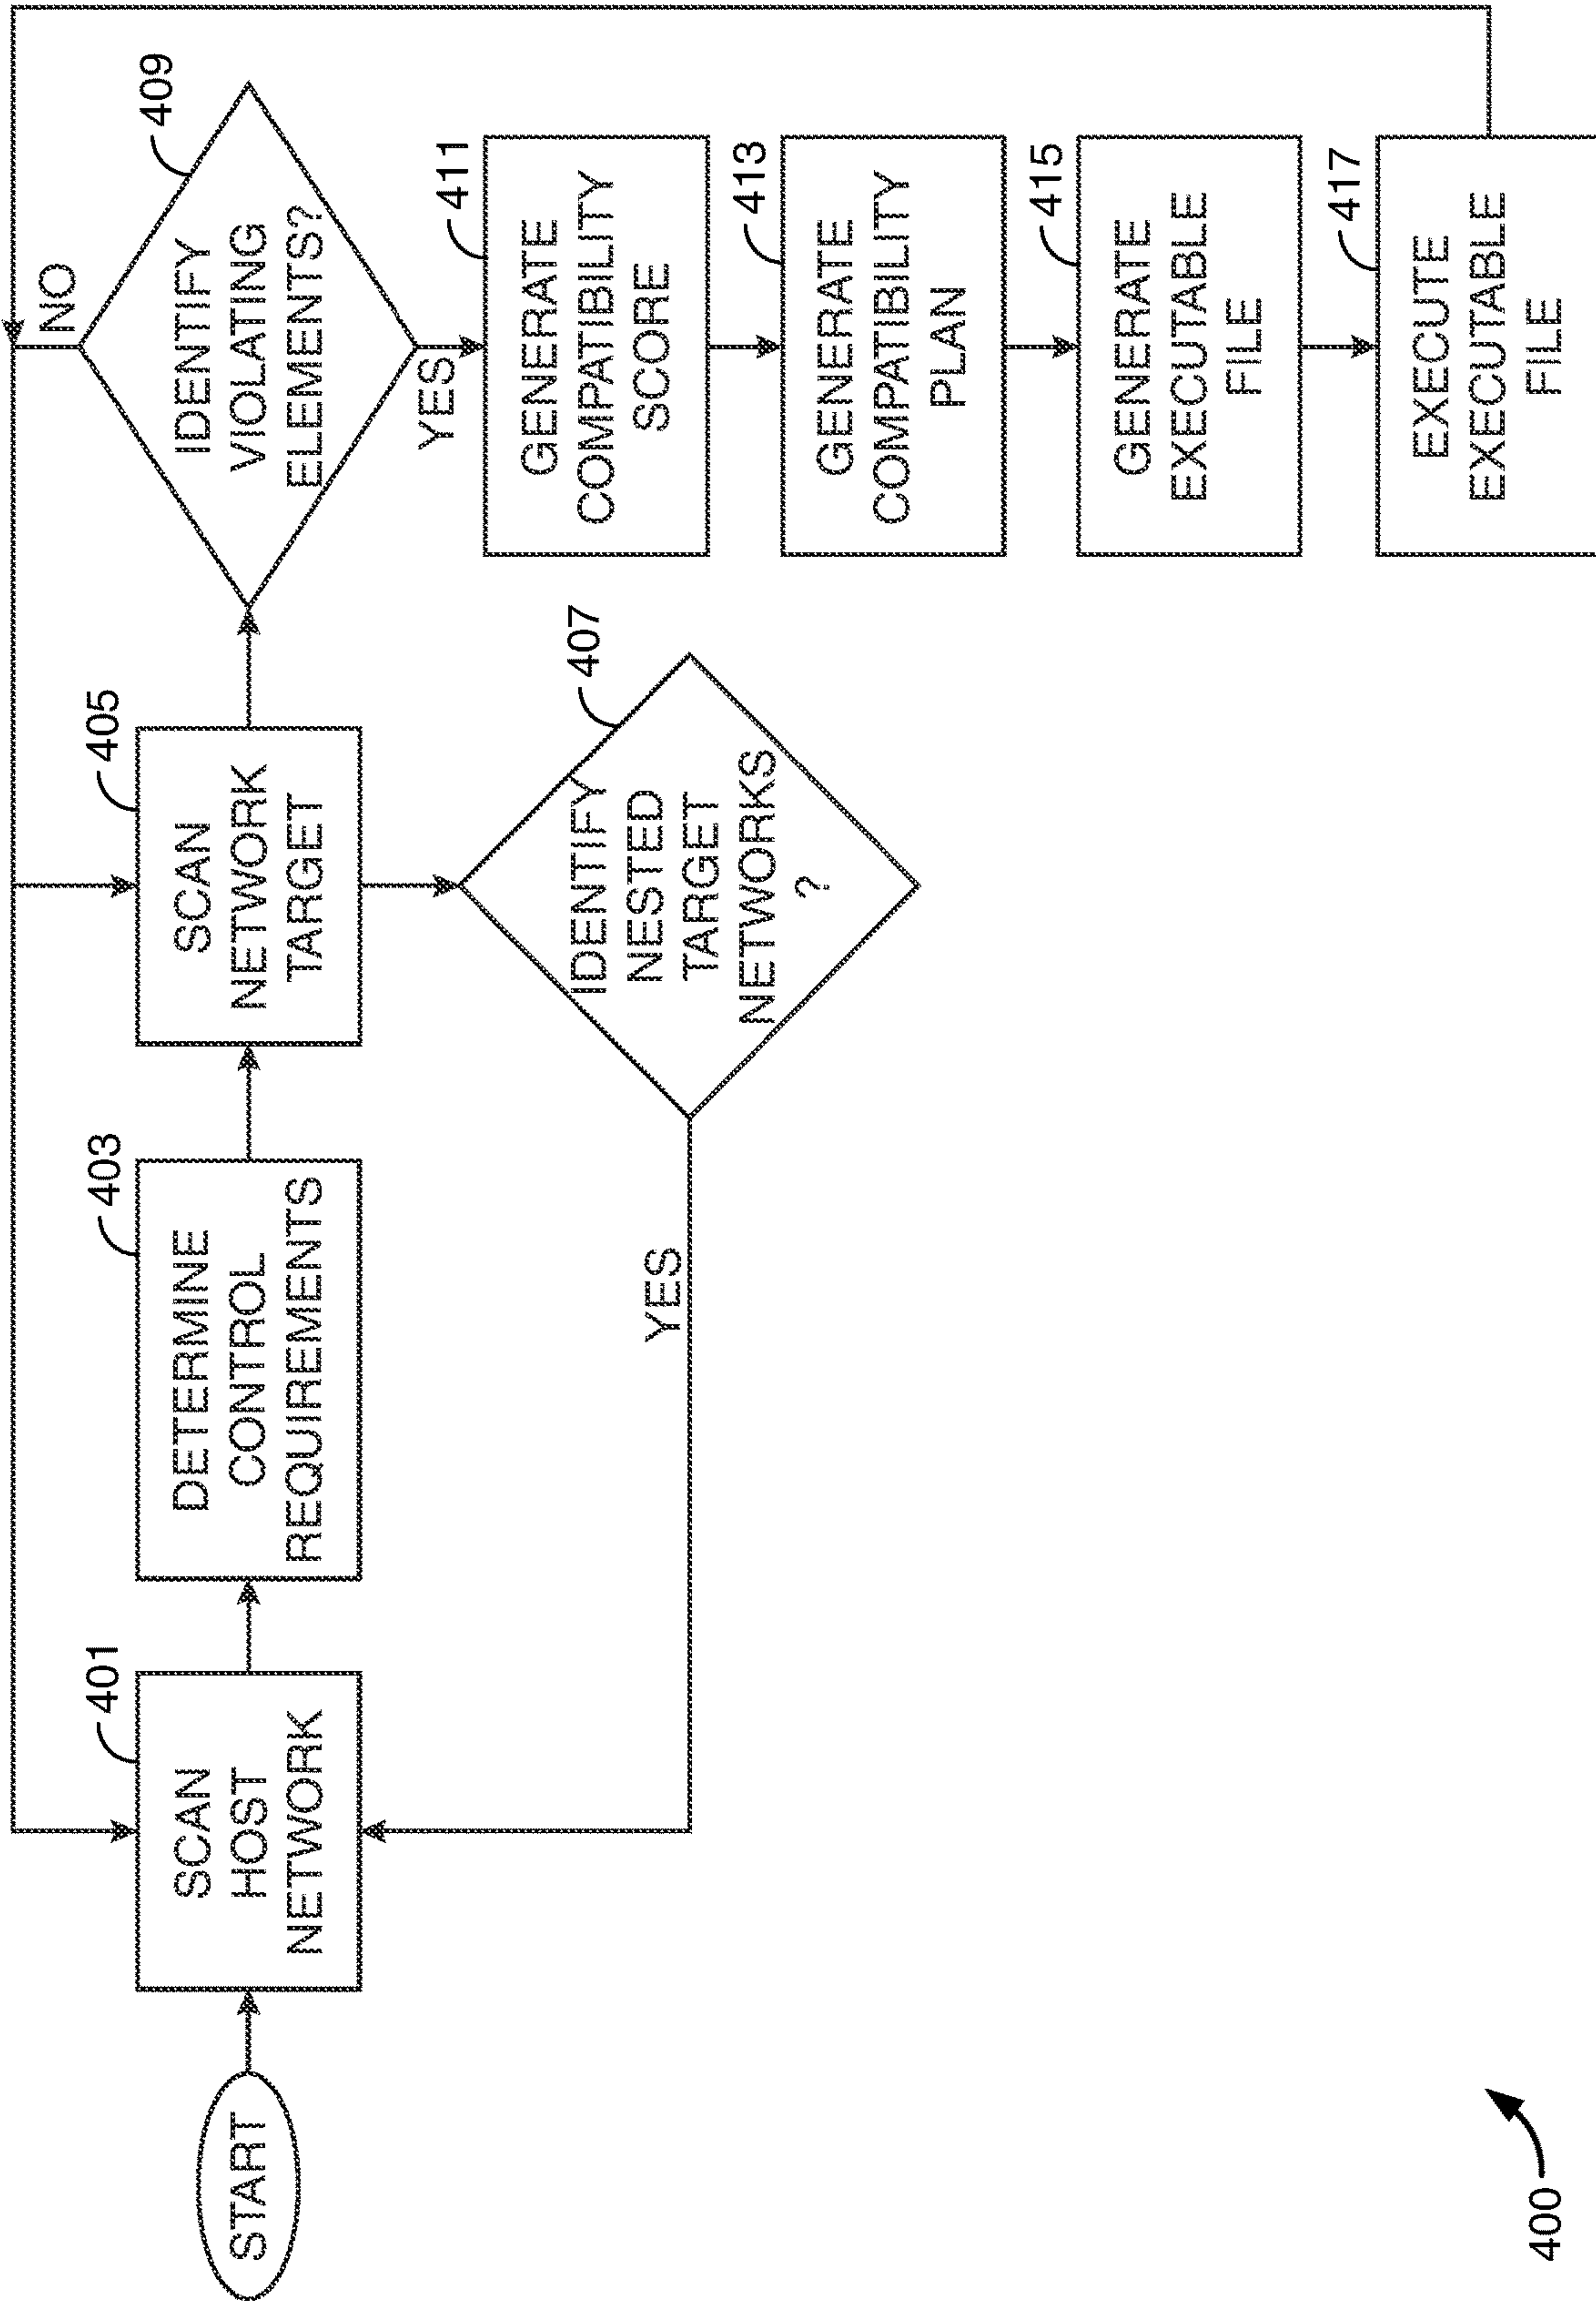 START
401
SCAN
HOST
NETWORK
403
DETERMINE
CONTROL
REQUIREMENTS
405
SCAN
NETWORK
TARGET
409
IDENTIFY
VIOLATING
ELEMENTS?
NO
YES
407
IDENTIFY
NESTED
TARGET
NETWORKS
?
YES
411
GENERATE
COMPATIBILITY
SCORE
413
GENERATE
COMPATIBILITY
PLAN
415
GENERATE
EXECUTABLE
FILE
417
EXECUTE
EXECUTABLE
FILE
400